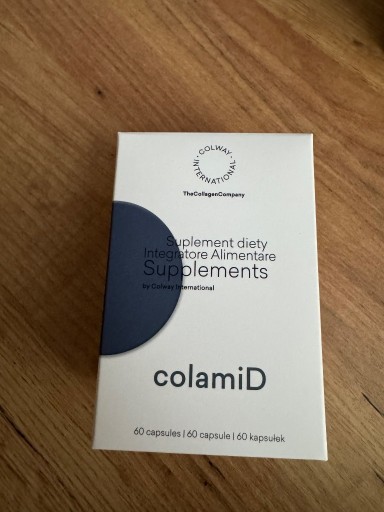 COLWAY
INTERNATIONAL
TheCollagenCompany
Suplement diety
Integratore Alimentare
Supplements
by Colway International
colamiD
60 capsules | 60 capsule | 60 kapsułek